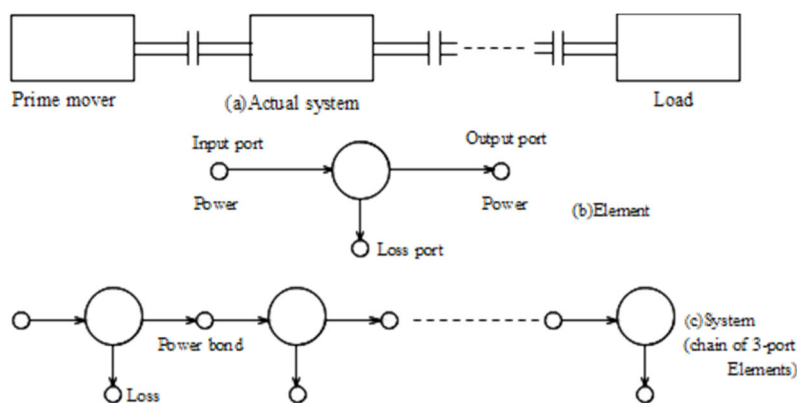 Prime mover
(a)Actual system
Load
Input port
Output port
Power
Power
(b)Element
Loss port
Power bond
Loss
(c)System
(chain of 3-port
Elements)